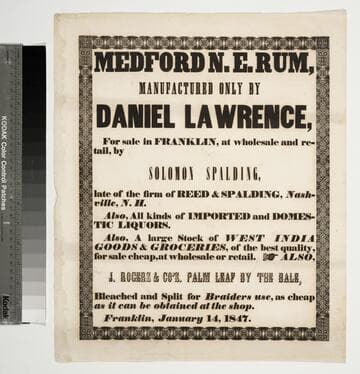 KODAK Color Control Patches
Kodak
MEDFORD N. E. RUM,
MANUFACTURED ONLY BY
DANIEL LAWRENCE,
For sale in FRANKLIN, at wholesale and re-
tail, by
SOLOMON SPALDING,
late of the firm of REED & SPALDING, Nash-
ville, N. H.
Also, All kinds of IMPORTED and DOMES-
TIC LIQUORS.
Also, A large Stock of WEST INDIA
GOODS & GROCERIES, of the best quality,
for sale cheap, at wholesale or retail. ☞ ALSO,
J. ROGERZ & CO'S. PALM LEAF BY THE BALE,
Bleached and Split for Braiders use, as cheap
as it can be obtained at the shop.
Franklin, January 14, 1847.